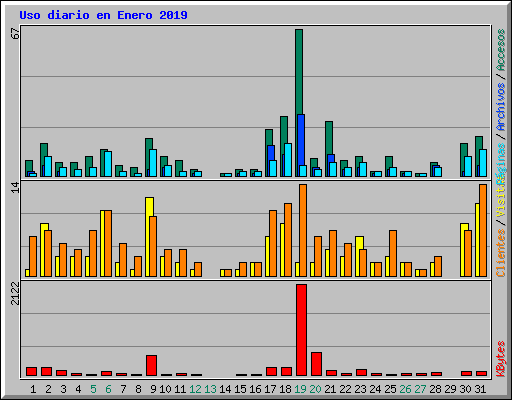 Uso diario en Enero 2019
67
14
2122
Clientes / Visitas
Páginas / Archivos / Accesos
KBytes
1 2 3 4 5 6 7 8 9 10 11 12 13 14 15 16 17 18 19 20 21 22 23 24 25 26 27 28 29 30 31